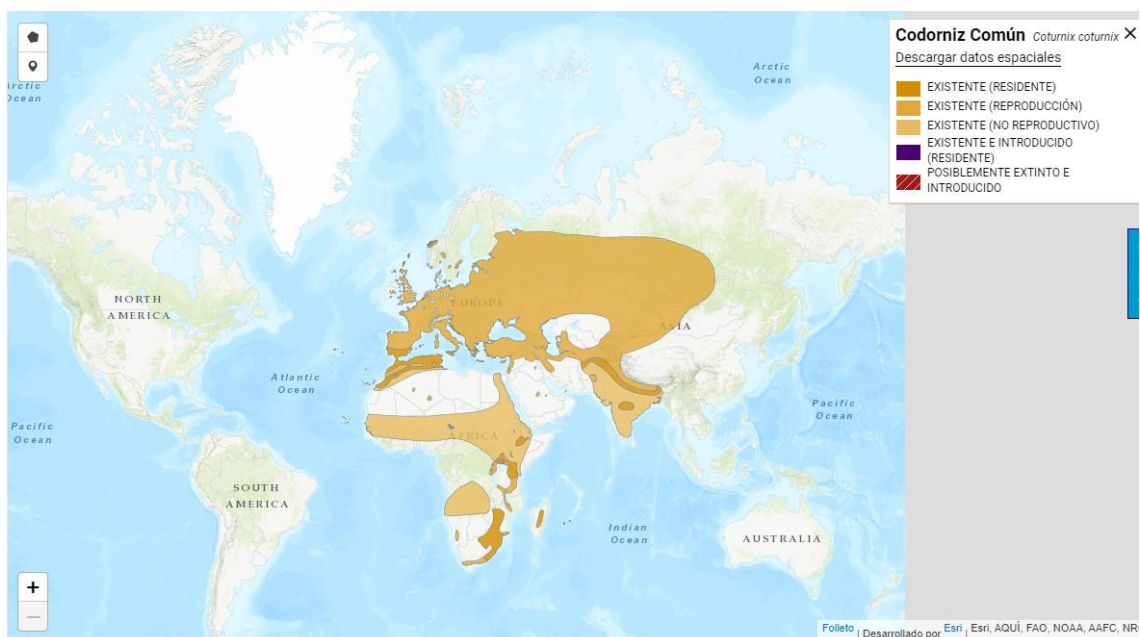 Codorniz Común Coturnix coturnix ×
Descargar datos espaciales
EXISTENTE (RESIDENTE)
EXISTENTE (REPRODUCCIÓN)
EXISTENTE (NO REPRODUCTIVO)
EXISTENTE E INTRODUCIDO
(RESIDENTE)
POSIBLEMENTE EXTINTO E
INTRODUCIDO
Arctic
Ocean
Arctic
Ocean
NORTH
AMERICA
EUROPE
ASIA
Atlantic
Ocean
Pacific
Ocean
Pacific
Ocean
AFRICA
SOUTH
AMERICA
Indian
Ocean
AUSTRALIA
+
−
Folleto | Desarrollado por Esri | Esri, AQUÍ, FAO, NOAA, AAFC, NR